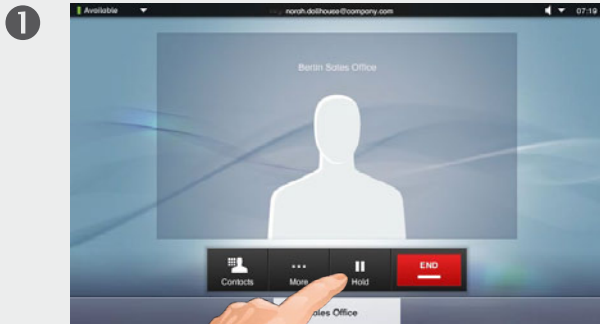 1
Available norah.dollhouse@company.com 07:19
Berlin Sales Office
Contacts More Hold END
Sales Office